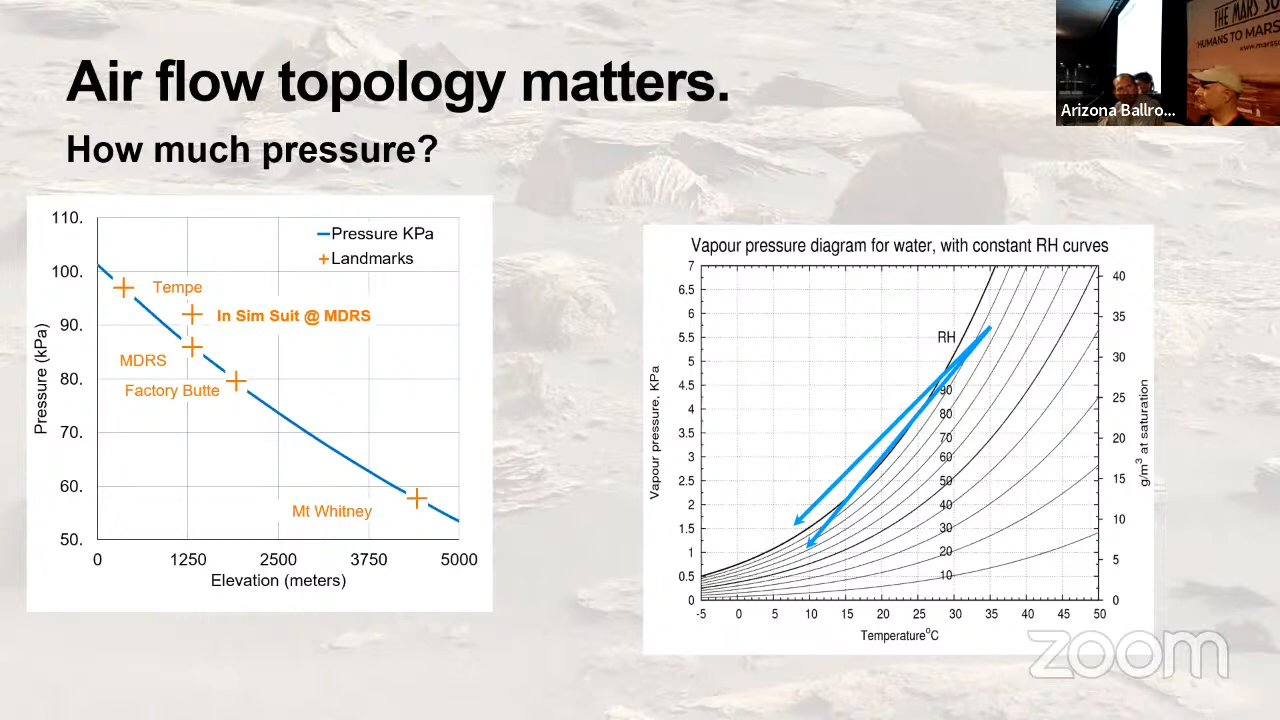 Air flow topology matters.
How much pressure?
THE MARS SO
HUMANS TO MARS
www.marsso
Arizona Ballro...
110.
100.
90.
80.
70.
60.
50.
0
1250
2500
3750
5000
Pressure (kPa)
Elevation (meters)
Pressure KPa
Landmarks
Tempe
In Sim Suit @ MDRS
MDRS
Factory Butte
Mt Whitney
Vapour pressure diagram for water, with constant RH curves
7
6.5
6
5.5
5
4.5
4
3.5
3
2.5
2
1.5
1
0.5
0
-5
0
5
10
15
20
25
30
35
40
45
50
Vapour pressure, KPa
Temperature°C
RH
90
80
70
60
50
40
30
20
10
40
35
30
25
20
15
10
5
0
g/m³ at saturation
zoom